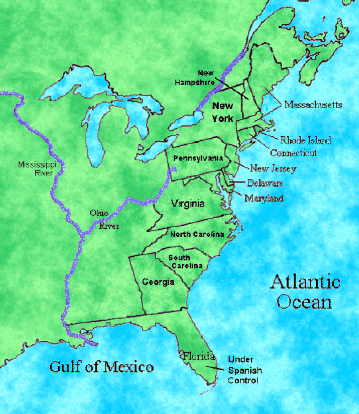 New
Hampshire
New
York
Massachusetts
Rhode Island
Connecticut
Pennsylvania
New Jersey
Delaware
Maryland
Mississippi
River
Ohio
River
Virginia
North Carolina
South
Carolina
Georgia
Atlantic
Ocean
Florida
Under
Spanish
Control
Gulf of Mexico